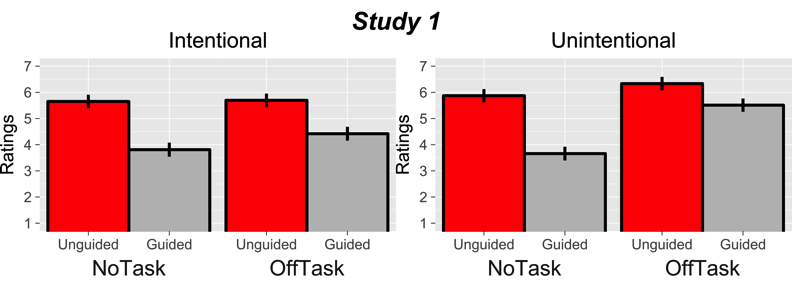 Study 1
Intentional
Unintentional
Ratings
7
6
5
4
3
2
1
Unguided Guided Unguided Guided
NoTask OffTask
Ratings
7
6
5
4
3
2
1
Unguided Guided Unguided Guided
NoTask OffTask